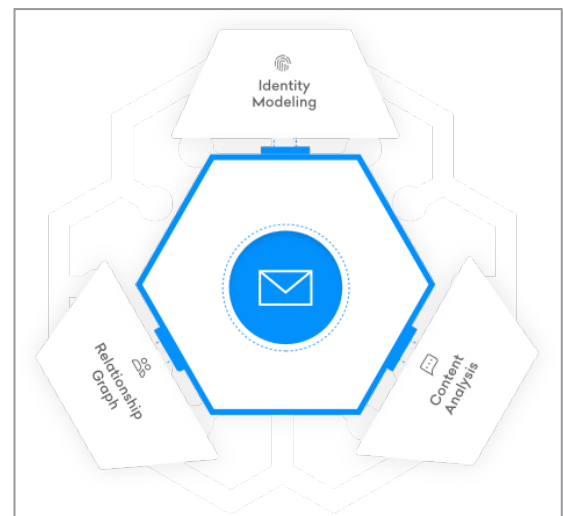 Identity
Modeling
Relationship
Graph
Content
Analysis